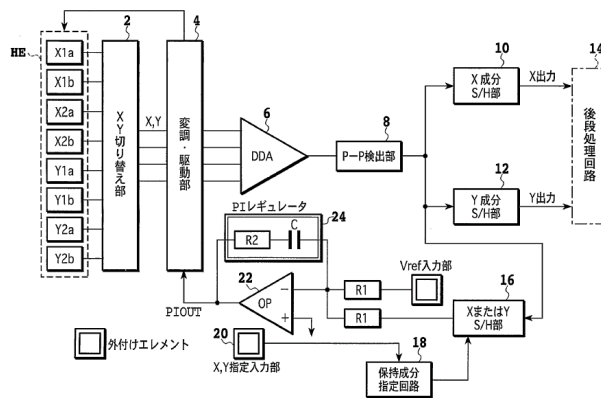 HE
X1a
X1b
X2a
X2b
Y1a
Y1b
Y2a
Y2b
2
XY切り替え部
X,Y
4
変調・駆動部
6
DDA
8
P－P検出部
10
X成分
S/H部
X出力
12
Y成分
S/H部
Y出力
14
後段処理回路
PIレギュレータ
24
R2
C
22
OP
－
＋
PIOUT
R1
R1
Vref入力部
16
XまたはY
S/H部
20
X,Y指定入力部
18
保持成分
指定回路
外付けエレメント